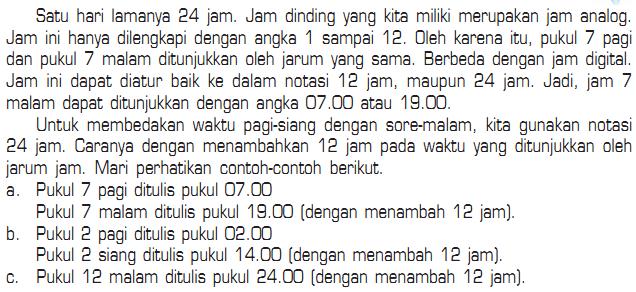 Satu hari lamanya 24 jam. Jam dinding yang kita miliki merupakan jam analog.
Jam ini hanya dilengkapi dengan angka 1 sampai 12. Oleh karena itu, pukul 7 pagi
dan pukul 7 malam ditunjukkan oleh jarum yang sama. Berbeda dengan jam digital.
Jam ini dapat diatur baik ke dalam notasi 12 jam, maupun 24 jam. Jadi, jam 7
malam dapat ditunjukkan dengan angka 07.00 atau 19.00.
Untuk membedakan waktu pagi-siang dengan sore-malam, kita gunakan notasi
24 jam. Caranya dengan menambahkan 12 jam pada waktu yang ditunjukkan oleh
jarum jam. Mari perhatikan contoh-contoh berikut.
a. Pukul 7 pagi ditulis pukul 07.00
Pukul 7 malam ditulis pukul 19.00 (dengan menambah 12 jam).
b. Pukul 2 pagi ditulis pukul 02.00
Pukul 2 siang ditulis pukul 14.00 (dengan menambah 12 jam).
c. Pukul 12 malam ditulis pukul 24.00 (dengan menambah 12 jam).